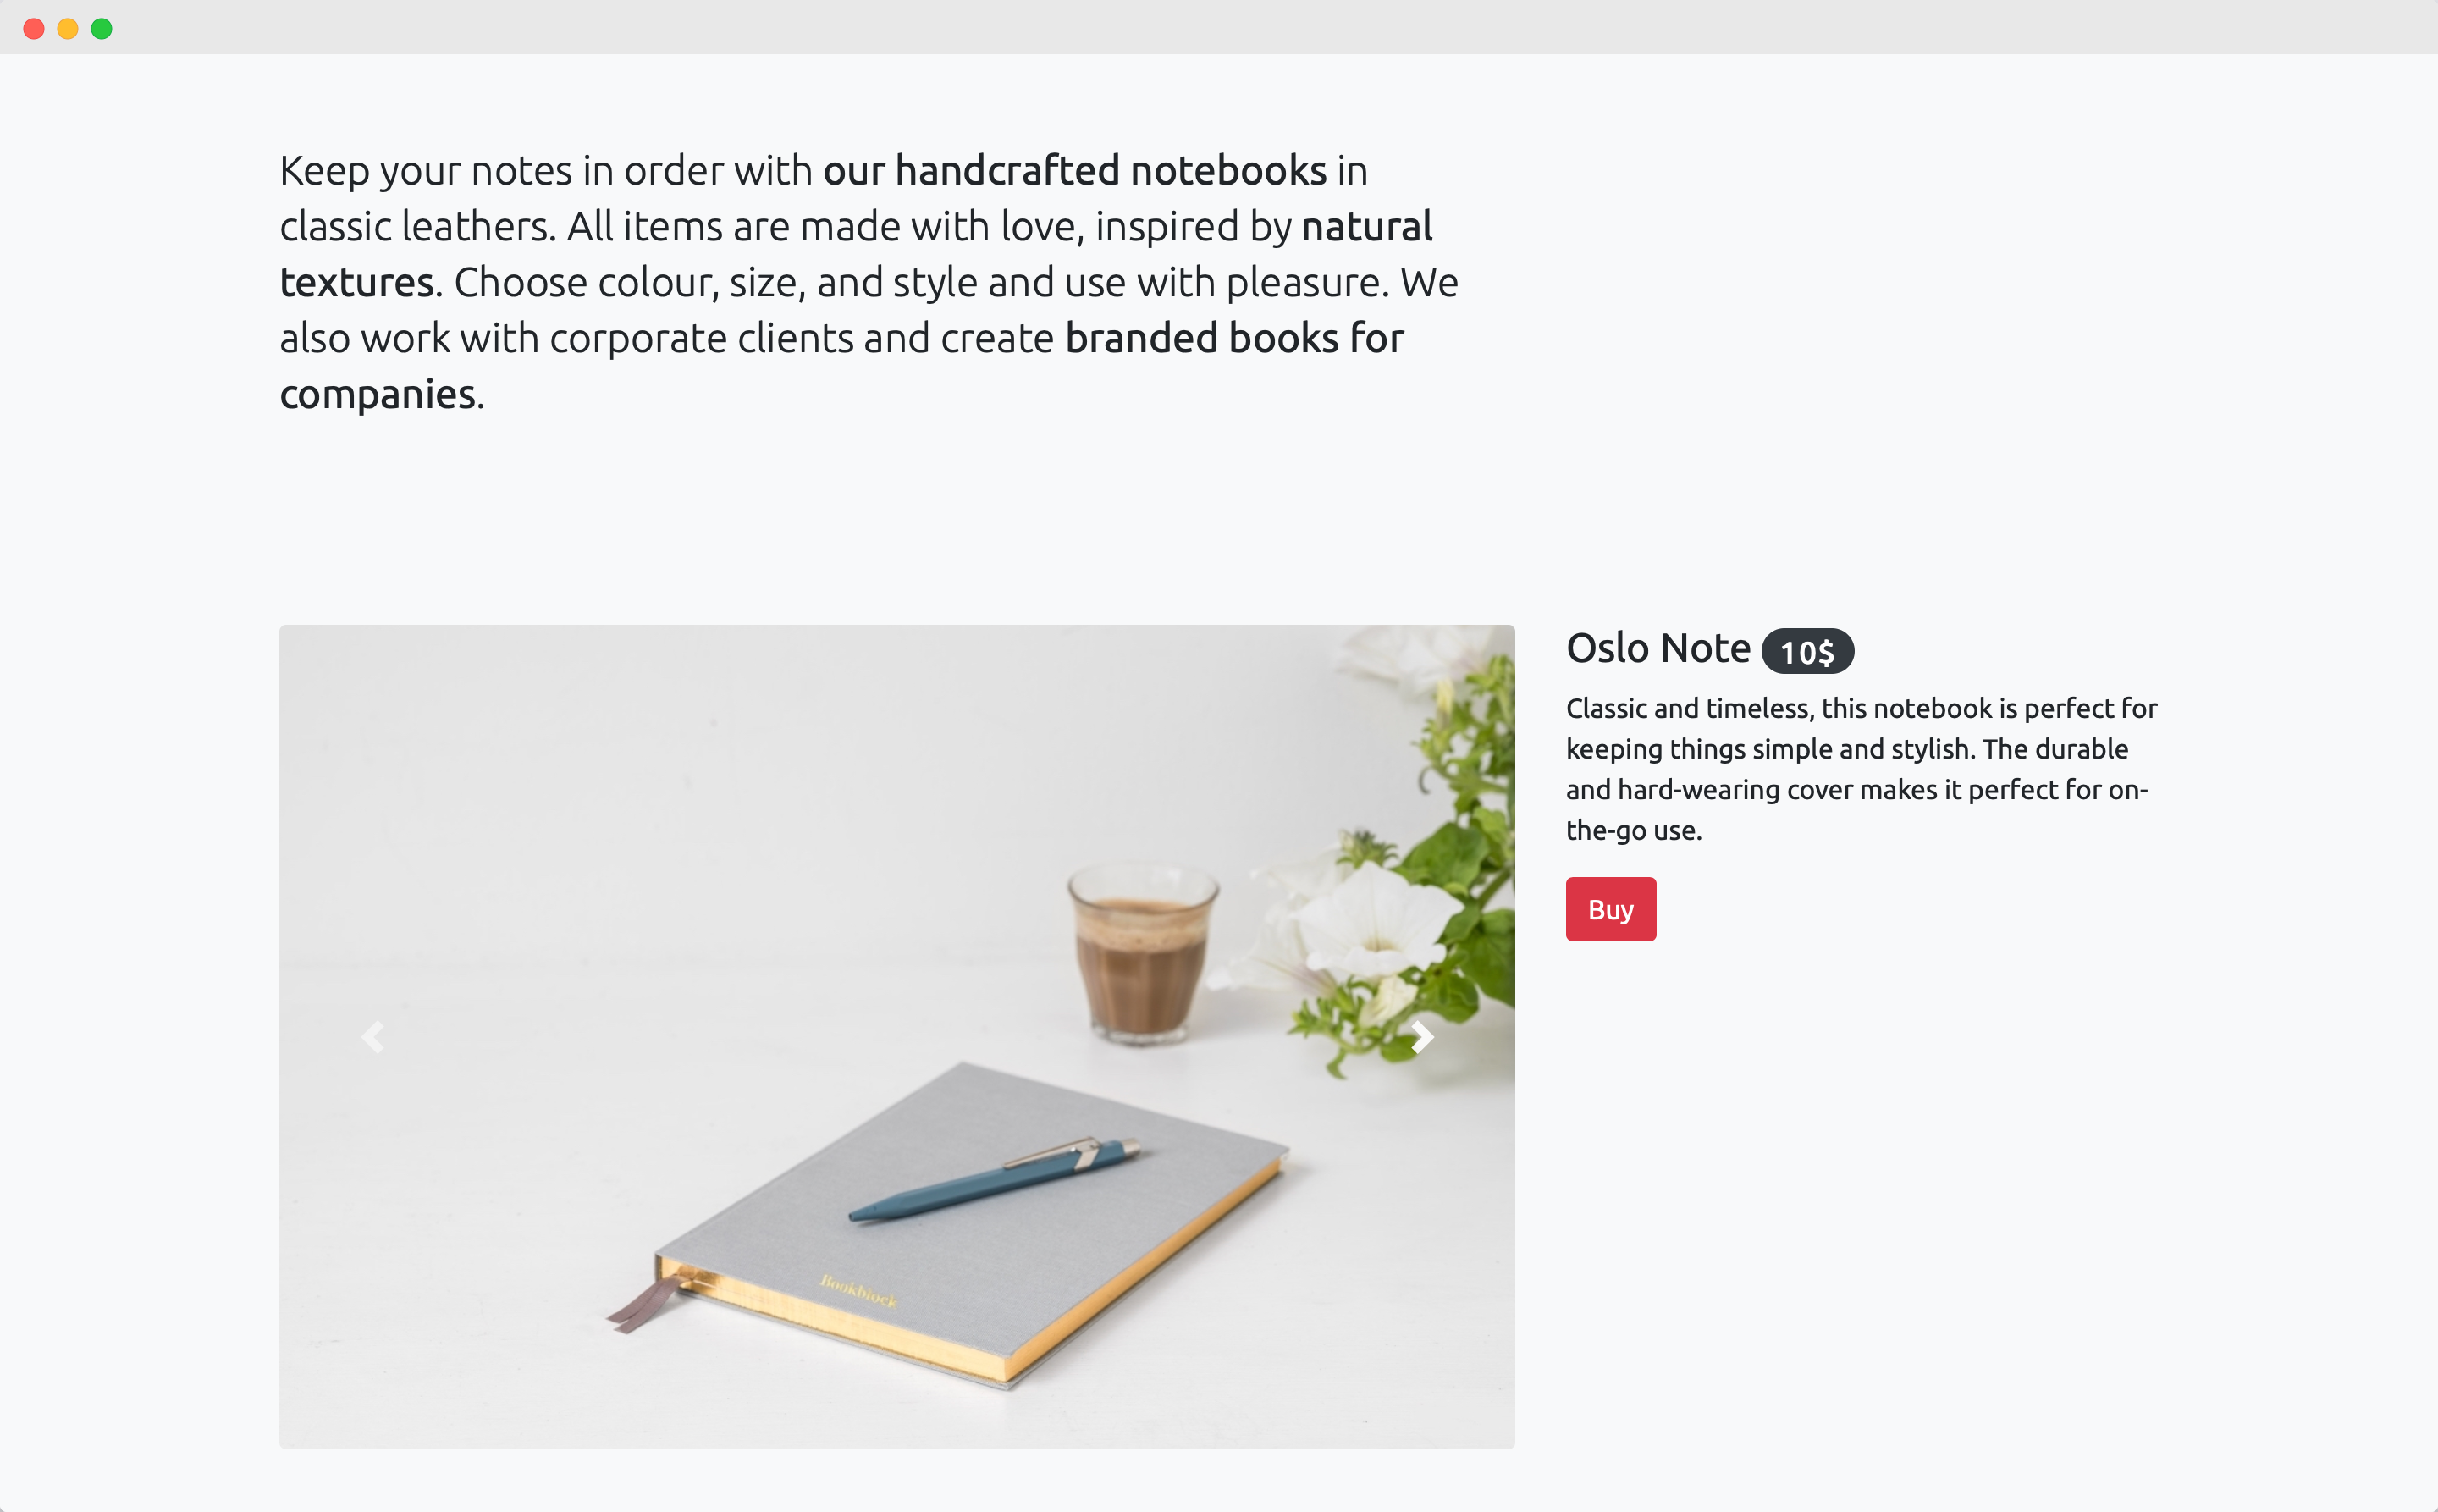 Keep your notes in order with our handcrafted notebooks in
classic leathers. All items are made with love, inspired by natural
textures. Choose colour, size, and style and use with pleasure. We
also work with corporate clients and create branded books for
companies.
Oslo Note 10$
Classic and timeless, this notebook is perfect for
keeping things simple and stylish. The durable
and hard-wearing cover makes it perfect for on-
the-go use.
Buy
Bookblock